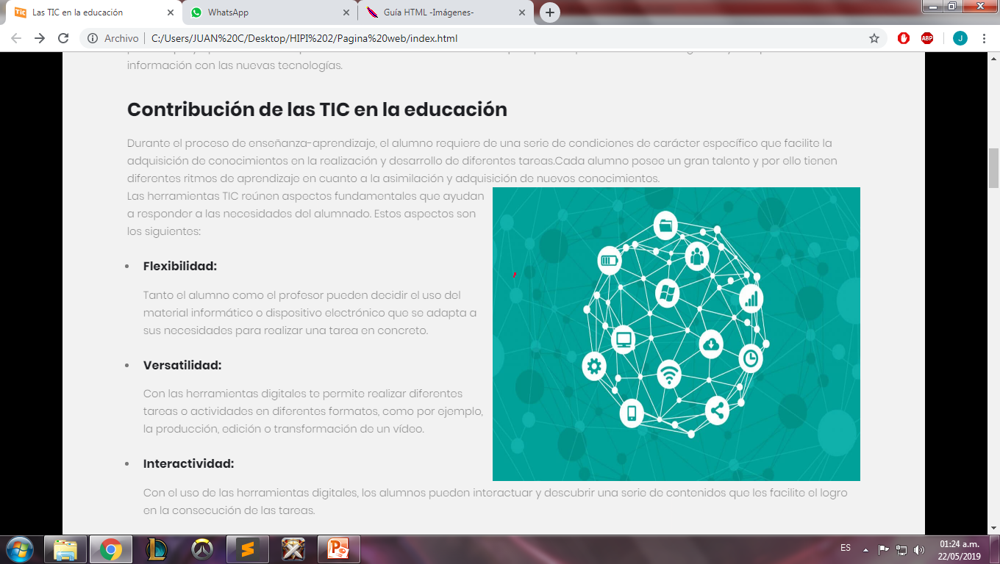 Las TIC en la educación
WhatsApp
Guía HTML -Imágenes-
Archivo
C:/Users/JUAN%20C/Desktop/HIPI%202/Pagina%20web/index.html
ABP
J
información con las nuevas tecnologías.
Contribución de las TIC en la educación
Durante el proceso de enseñanza-aprendizaje, el alumno requiere de una serie de condiciones de carácter específico que facilite la
adquisición de conocimientos en la realización y desarrollo de diferentes tareas.Cada alumno posee un gran talento y por ello tienen
diferentes ritmos de aprendizaje en cuanto a la asimilación y adquisición de nuevos conocimientos.
Las herramientas TIC reúnen aspectos fundamentales que ayudan
a responder a las necesidades del alumnado. Estos aspectos son
los siguientes:
Flexibilidad:
Tanto el alumno como el profesor pueden decidir el uso del
material informático o dispositivo electrónico que se adapta a
sus necesidades para realizar una tarea en concreto.
Versatilidad:
Con las herramientas digitales te permite realizar diferentes
tareas o actividades en diferentes formatos, como por ejemplo,
la producción, edición o transformación de un vídeo.
Interactividad:
Con el uso de las herramientas digitales, los alumnos pueden interactuar y descubrir una serie de contenidos que les facilite el logro
en la consecución de las tareas.
ES
01:24 a.m.
22/05/2019